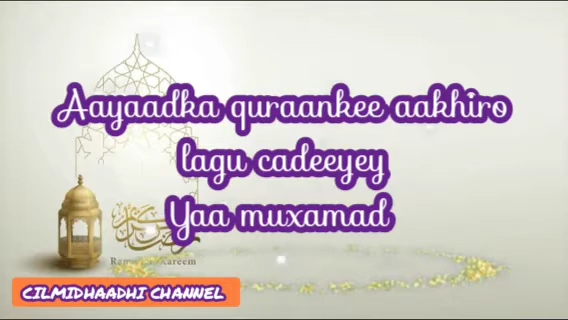 Aayaadka quraankee aakhiro
lagu cadeeyey
Yaa muxamad
CILMIDHAADHI CHANNEL